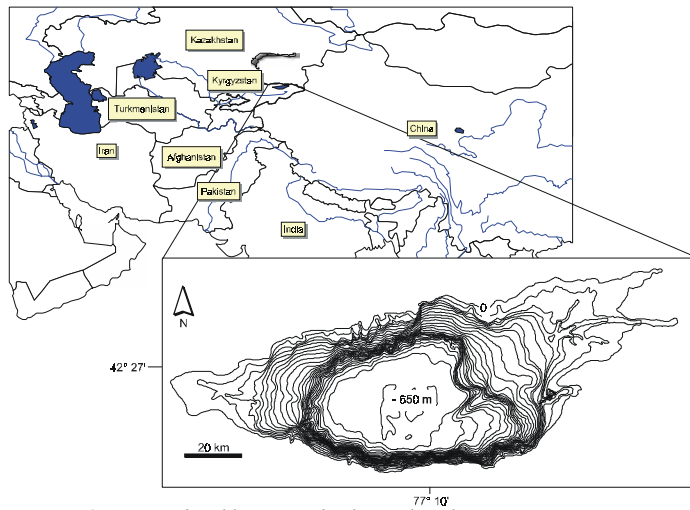 Kazakhstan
Kyrgyzstan
Turkmenistan
China
Iran
Afghanistan
Pakistan
India
0
N
42° 27'
- 650 m
20 km
77° 10'